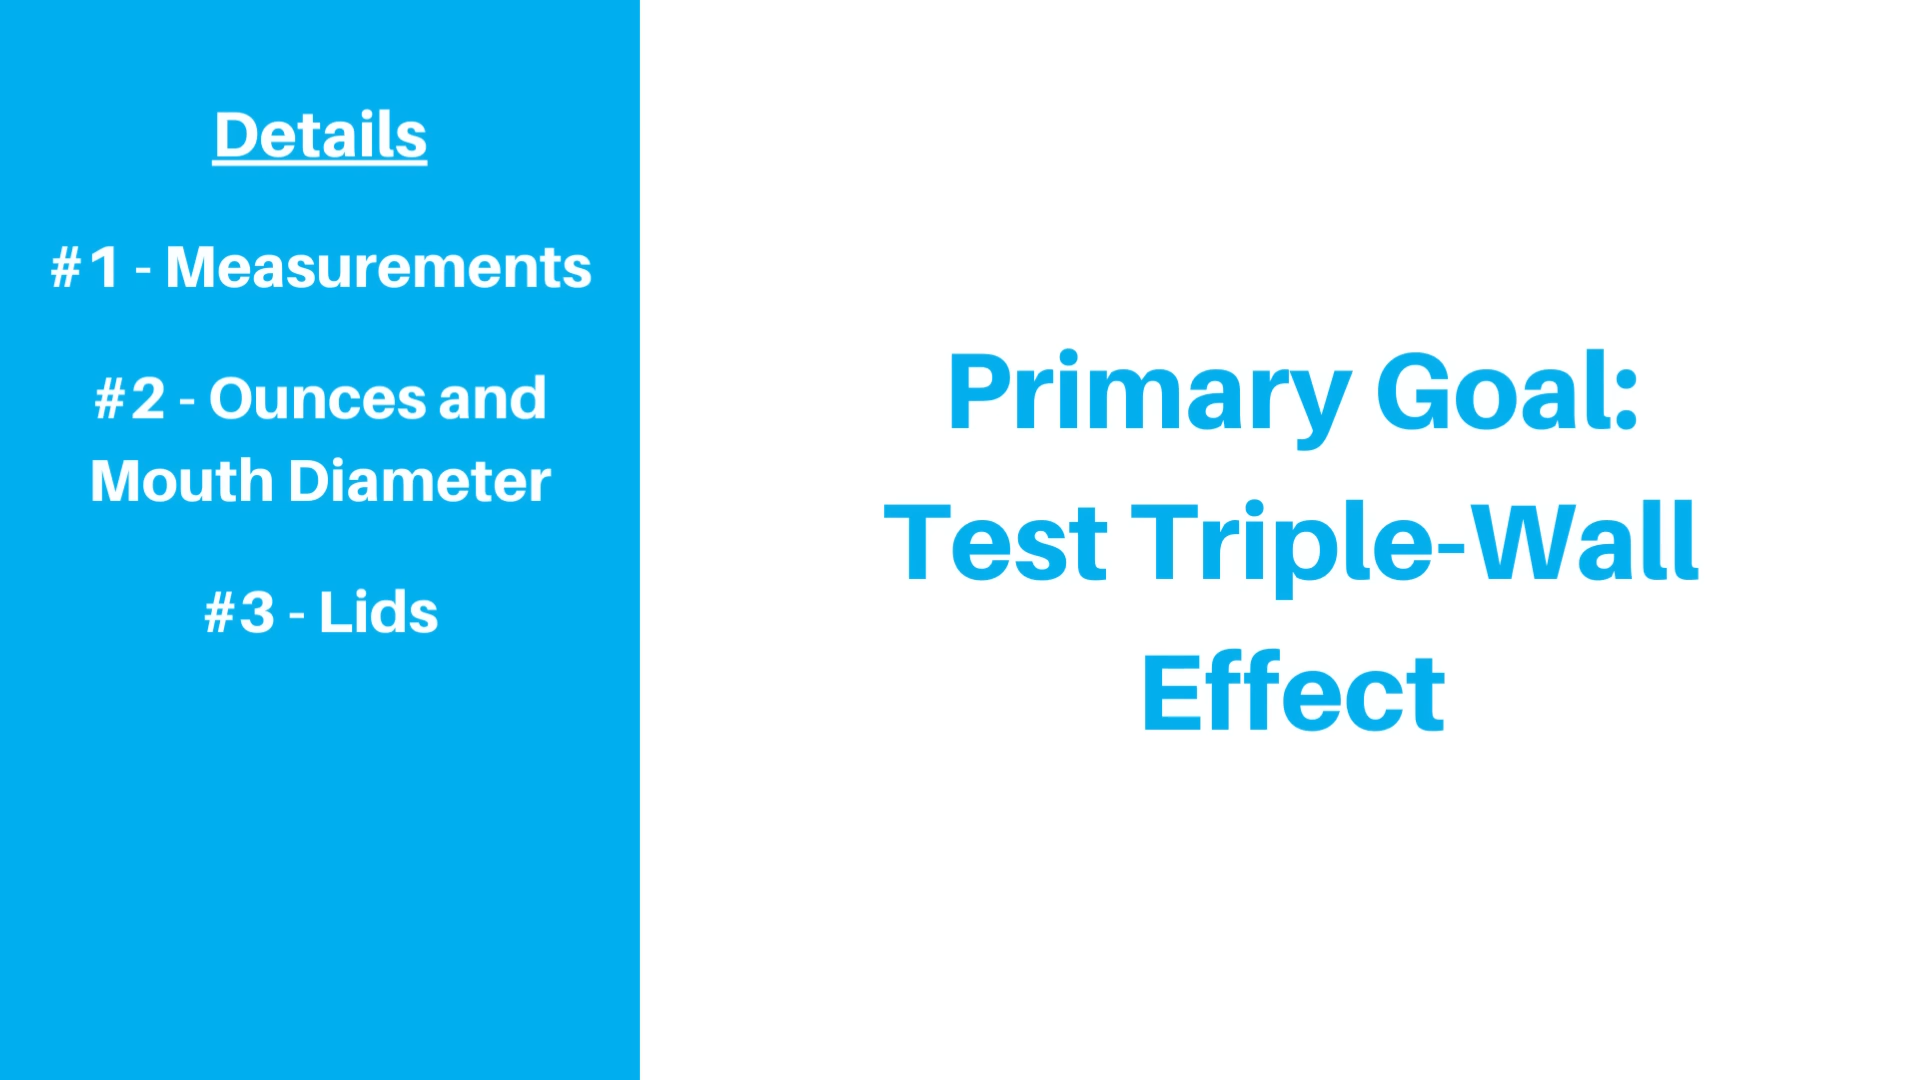 Details
#1 - Measurements
#2 - Ounces and
Mouth Diameter
#3 - Lids
Primary Goal:
Test Triple-Wall
Effect